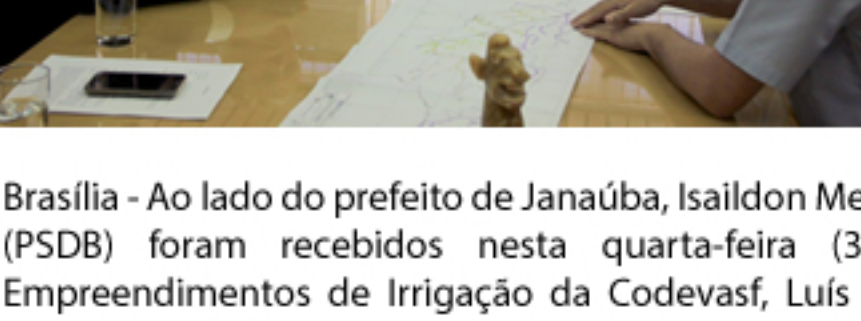 Brasília - Ao lado do prefeito de Janaúba, Isaildon Me
(PSDB) foram recebidos nesta quarta-feira (3
Empreendimentos de Irrigação da Codevasf, Luís